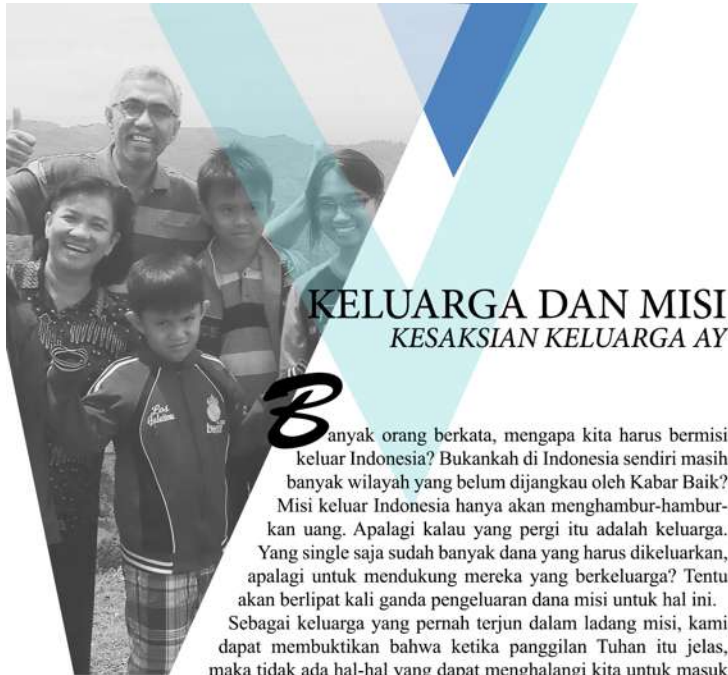 KELUARGA DAN MISI
KESAKSIAN KELUARGA AY
Banyak orang berkata, mengapa kita harus bermisi
keluar Indonesia? Bukankah di Indonesia sendiri masih
banyak wilayah yang belum dijangkau oleh Kabar Baik?
Misi keluar Indonesia hanya akan menghambur-hambur-
kan uang. Apalagi kalau yang pergi itu adalah keluarga.
Yang single saja sudah banyak dana yang harus dikeluarkan,
apalagi untuk mendukung mereka yang berkeluarga? Tentu
akan berlipat kali ganda pengeluaran dana misi untuk hal ini.
Sebagai keluarga yang pernah terjun dalam ladang misi, kami
dapat membuktikan bahwa ketika panggilan Tuhan itu jelas,
maka tidak ada hal-hal yang dapat menghalangi kita untuk masuk